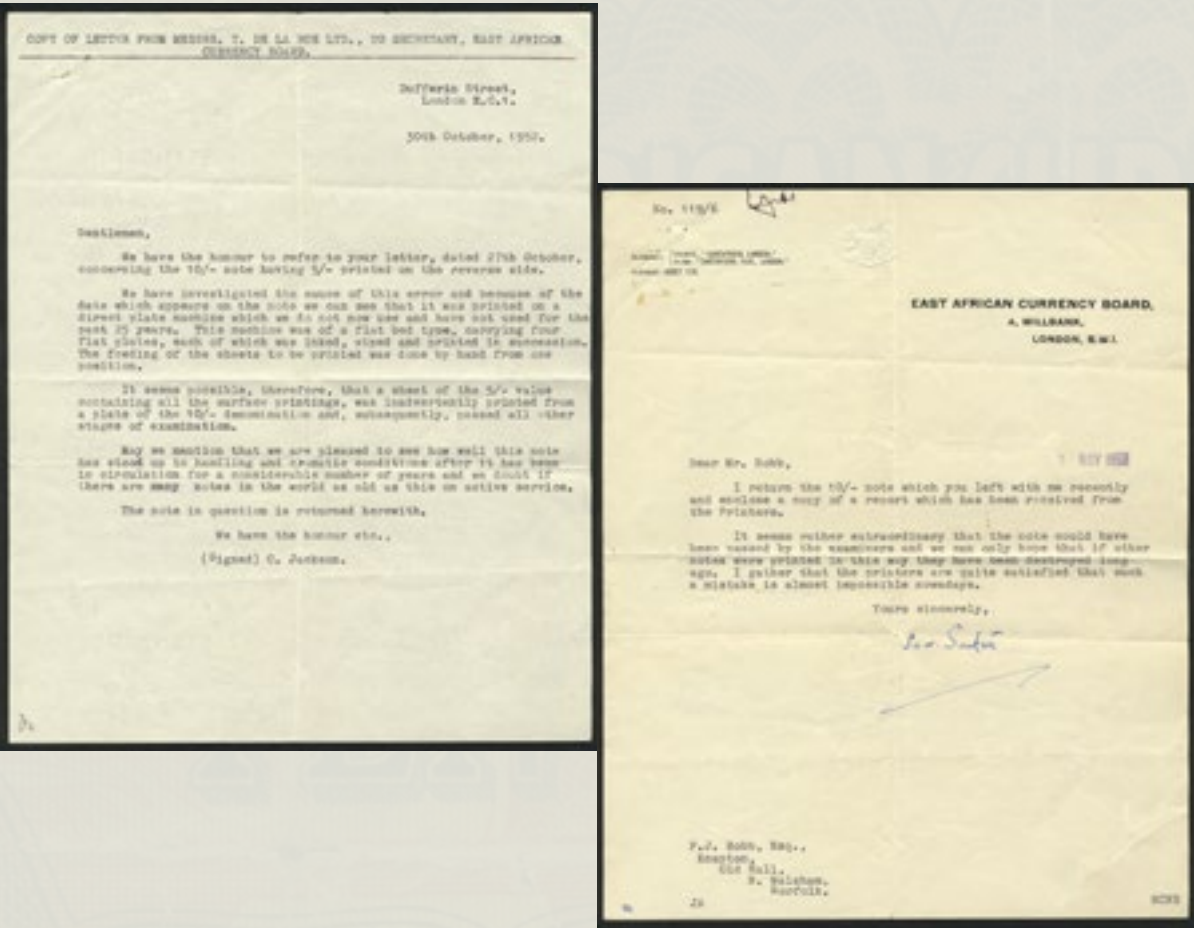 COPY OF LETTER FROM MESSRS. T. DE LA RUE LTD., TO SECRETARY, EAST AFRICAN
CURRENCY BOARD.
Dufferin Street,
London E.C.1.
30th October, 1952.
Gentlemen,
We have the honour to refer to your letter, dated 27th October,
concerning the 10/- note having 5/- printed on the reverse side.
We have investigated the cause of this error and because of the
date which appears on the note we can see that it was printed on a
direct plate machine which we do not now use and have not used for the
past 25 years. This machine was of a flat bed type, carrying four
flat plates, each of which was inked, wiped and printed in succession.
The feeding of the sheets to be printed was done by hand from one
position.
It seems possible, therefore, that a sheet of the 5/- value
containing all the surface printings, was inadvertently printed from
a plate of the 10/- denomination and, subsequently, passed all other
stages of examination.
May we mention that we are pleased to see how well this note
has stood up to handling and climatic conditions after it has been
in circulation for a considerable number of years and we doubt if
there are many notes in the world as old as this on active service.
The note in question is returned herewith.
We have the honour etc.,
(Signed) C. Jackson.
No. 119/6
EAST AFRICAN CURRENCY BOARD,
4, MILLBANK,
LONDON, S.W.1.
NOV
Dear Mr. Robb,
I return the 10/- note which you left with me recently
and enclose a copy of a report which has been received from
the Printers.
It seems rather extraordinary that the note could have
been passed by the examiners and we can only hope that if other
notes were printed in this way they have been destroyed long
ago. I gather that the printers are quite satisfied that such
a mistake is almost impossible nowadays.
Yours sincerely,
F.J. Robb, Esq.,
Knapton,
Old Hall,
N. Walsham,
Norfolk.